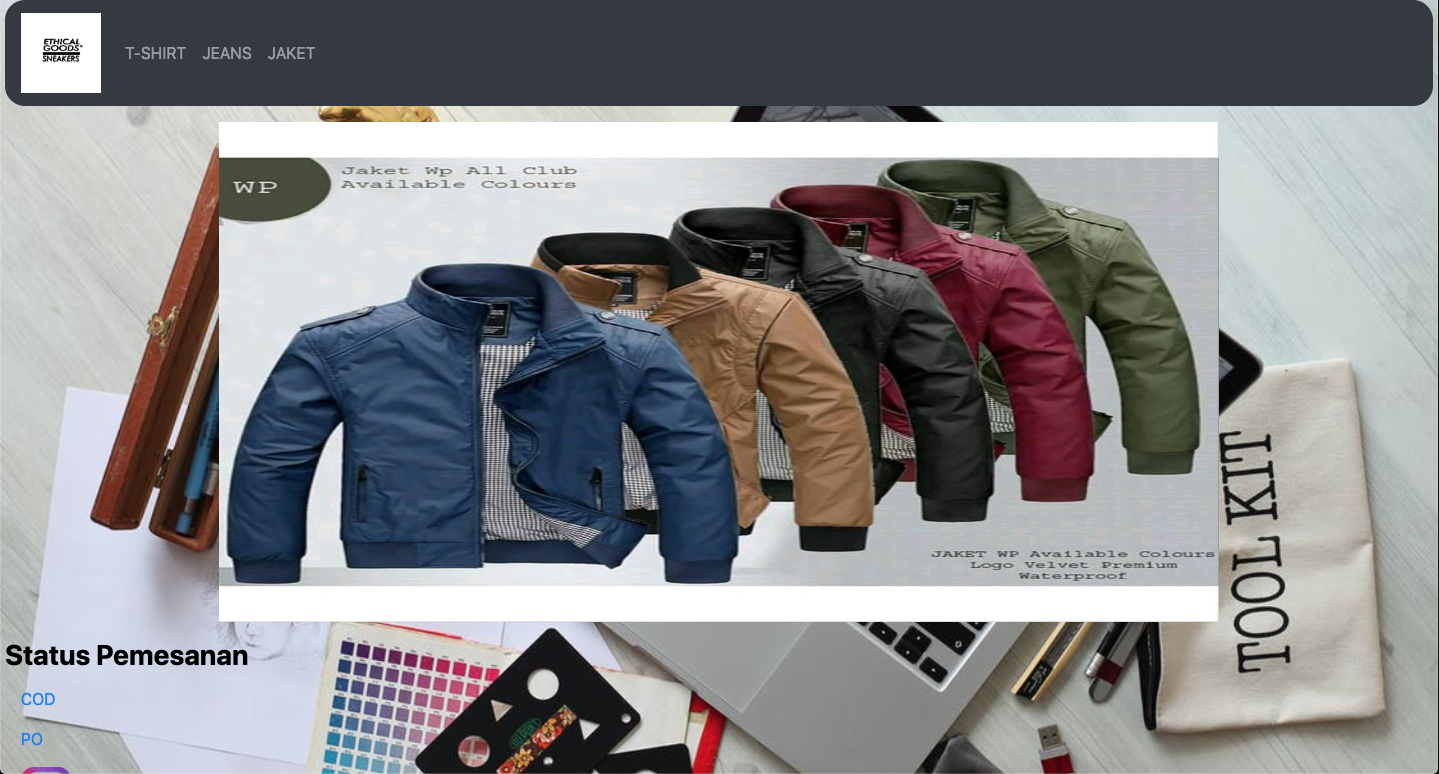 ETHICAL
GOODS
SNEAKERS
T-SHIRT JEANS JAKET
WP
Jaket Wp All Club
Available Colours
JAKET WP Available Colours
Logo Velvet Premium
Waterproof
TOOL KIT
Status Pemesanan
COD
PO